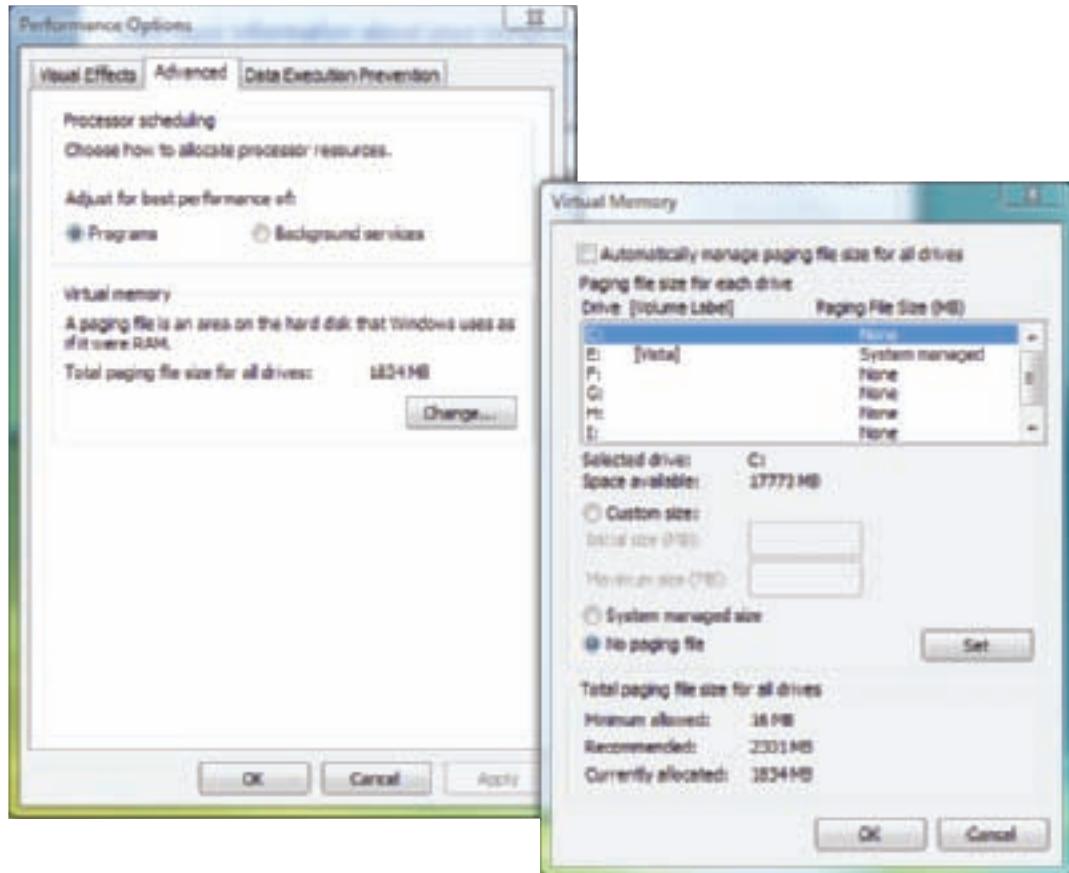 Performance Options
Visual Effects Advanced Data Execution Prevention
Processor scheduling
Choose how to allocate processor resources.
Adjust for best performance of:
Programs Background services
Virtual memory
A paging file is an area on the hard disk that Windows uses as
if it were RAM.
Total paging file size for all drives: 1834 MB
Change...
OK Cancel Apply
Virtual Memory
Automatically manage paging file size for all drives
Paging file size for each drive
Drive [Volume Label] Paging File Size (MB)
C: None
E: [Vista] System managed
F: None
G: None
H: None
I: None
Selected drive: C:
Space available: 17773 MB
Custom size:
Initial size (MB):
Maximum size (MB):
System managed size
No paging file Set
Total paging file size for all drives
Minimum allowed: 16 MB
Recommended: 2301 MB
Currently allocated: 1834 MB
OK Cancel